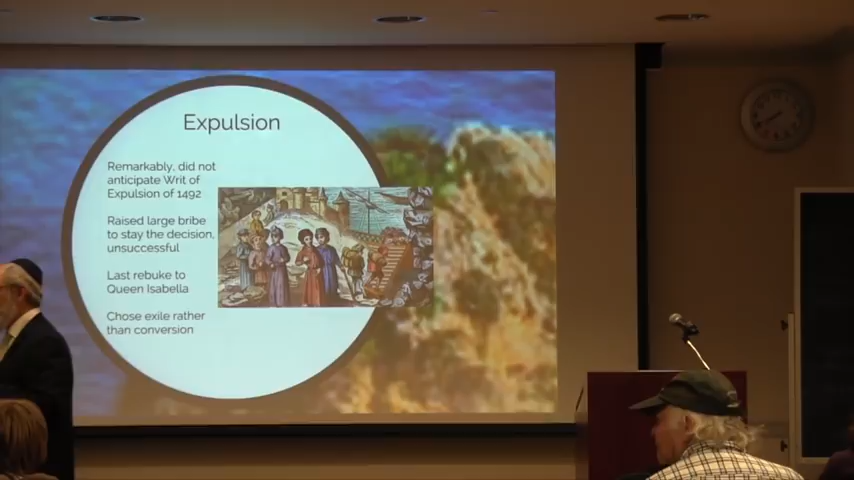 Expulsion
Remarkably, did not
anticipate Writ of
Expulsion of 1492
Raised large bribe
to stay the decision,
unsuccessful
Last rebuke to
Queen Isabella
Chose exile rather
than conversion